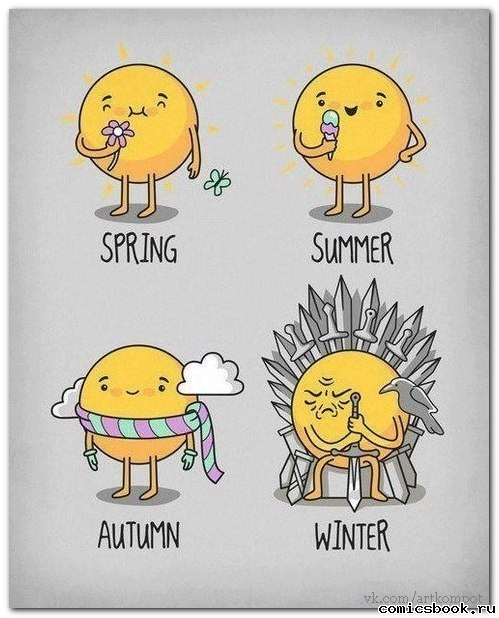 SPRING
SUMMER
AUTUMN
WINTER
vk.com/artkompot
comicsbook.ru